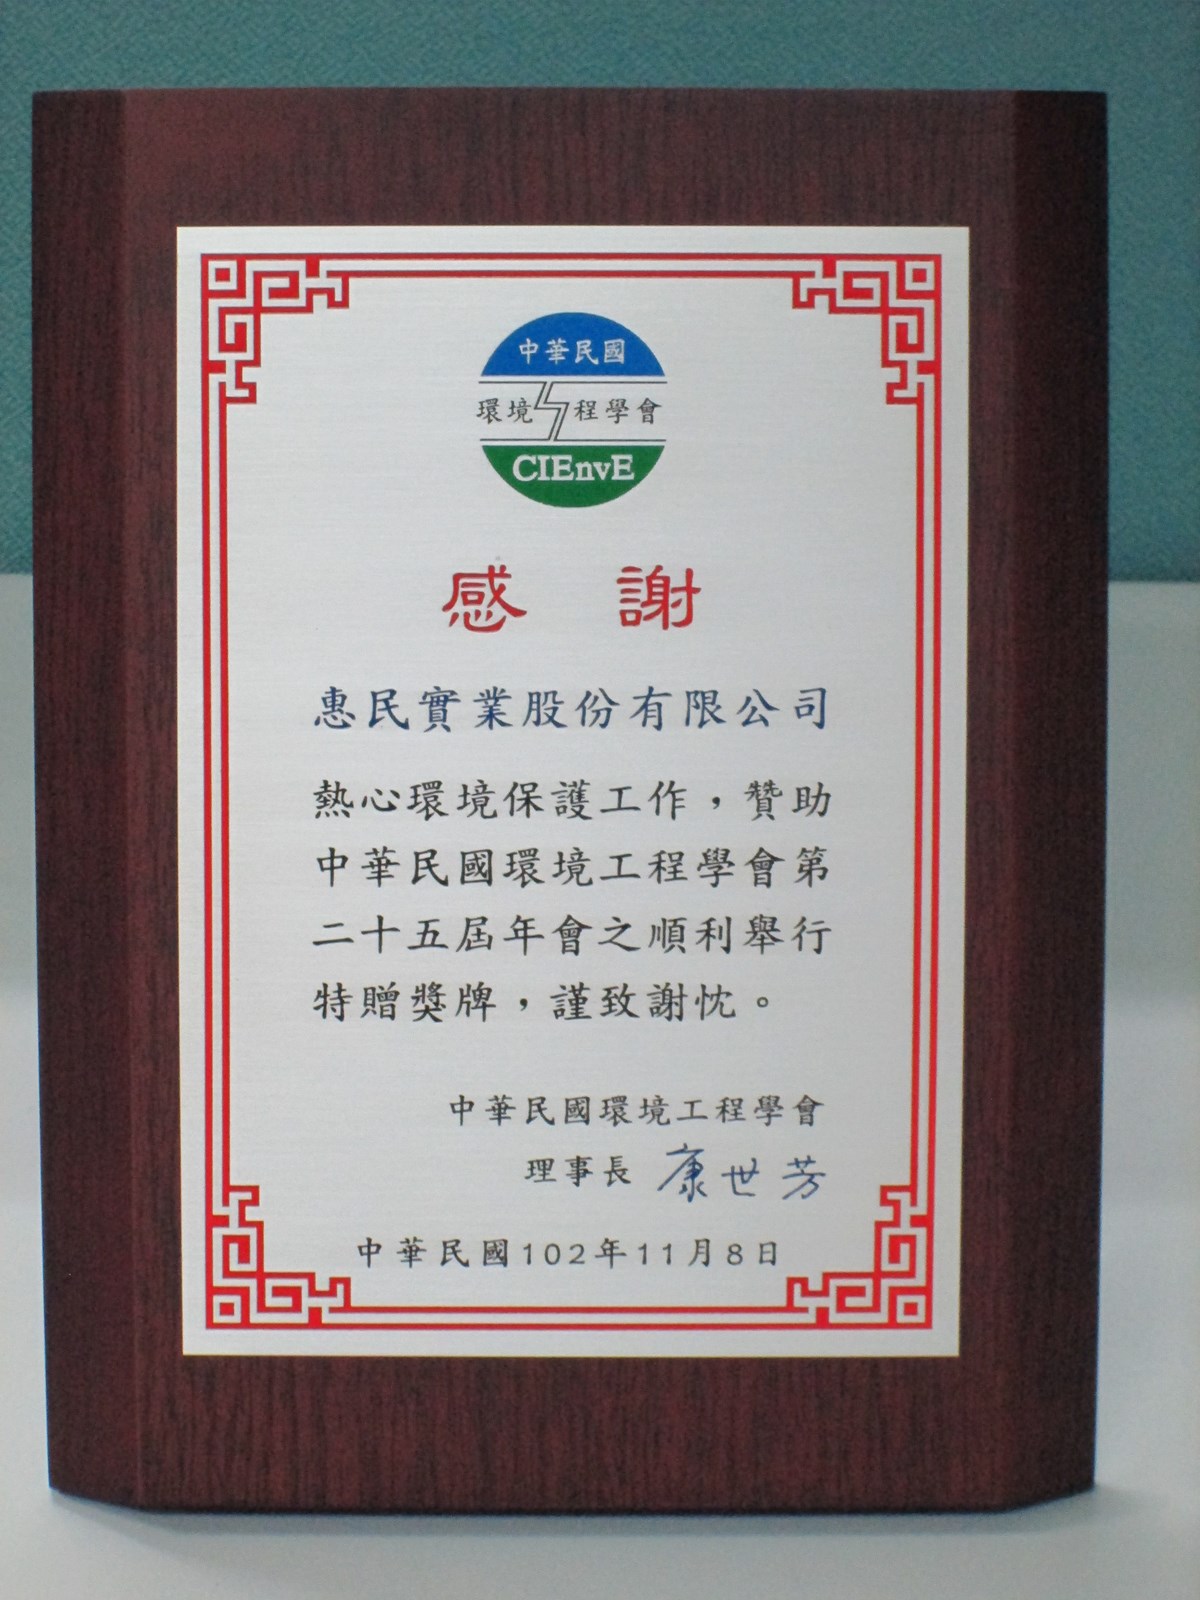 中華民國
環境工程學會
CIEnvE
感謝
惠民實業股份有限公司
熱心環境保護工作，贊助
中華民國環境工程學會第
二十五屆年會之順利舉行
特贈獎牌，謹致謝忱。
中華民國環境工程學會
理事長 康世芳
中華民國102年11月8日